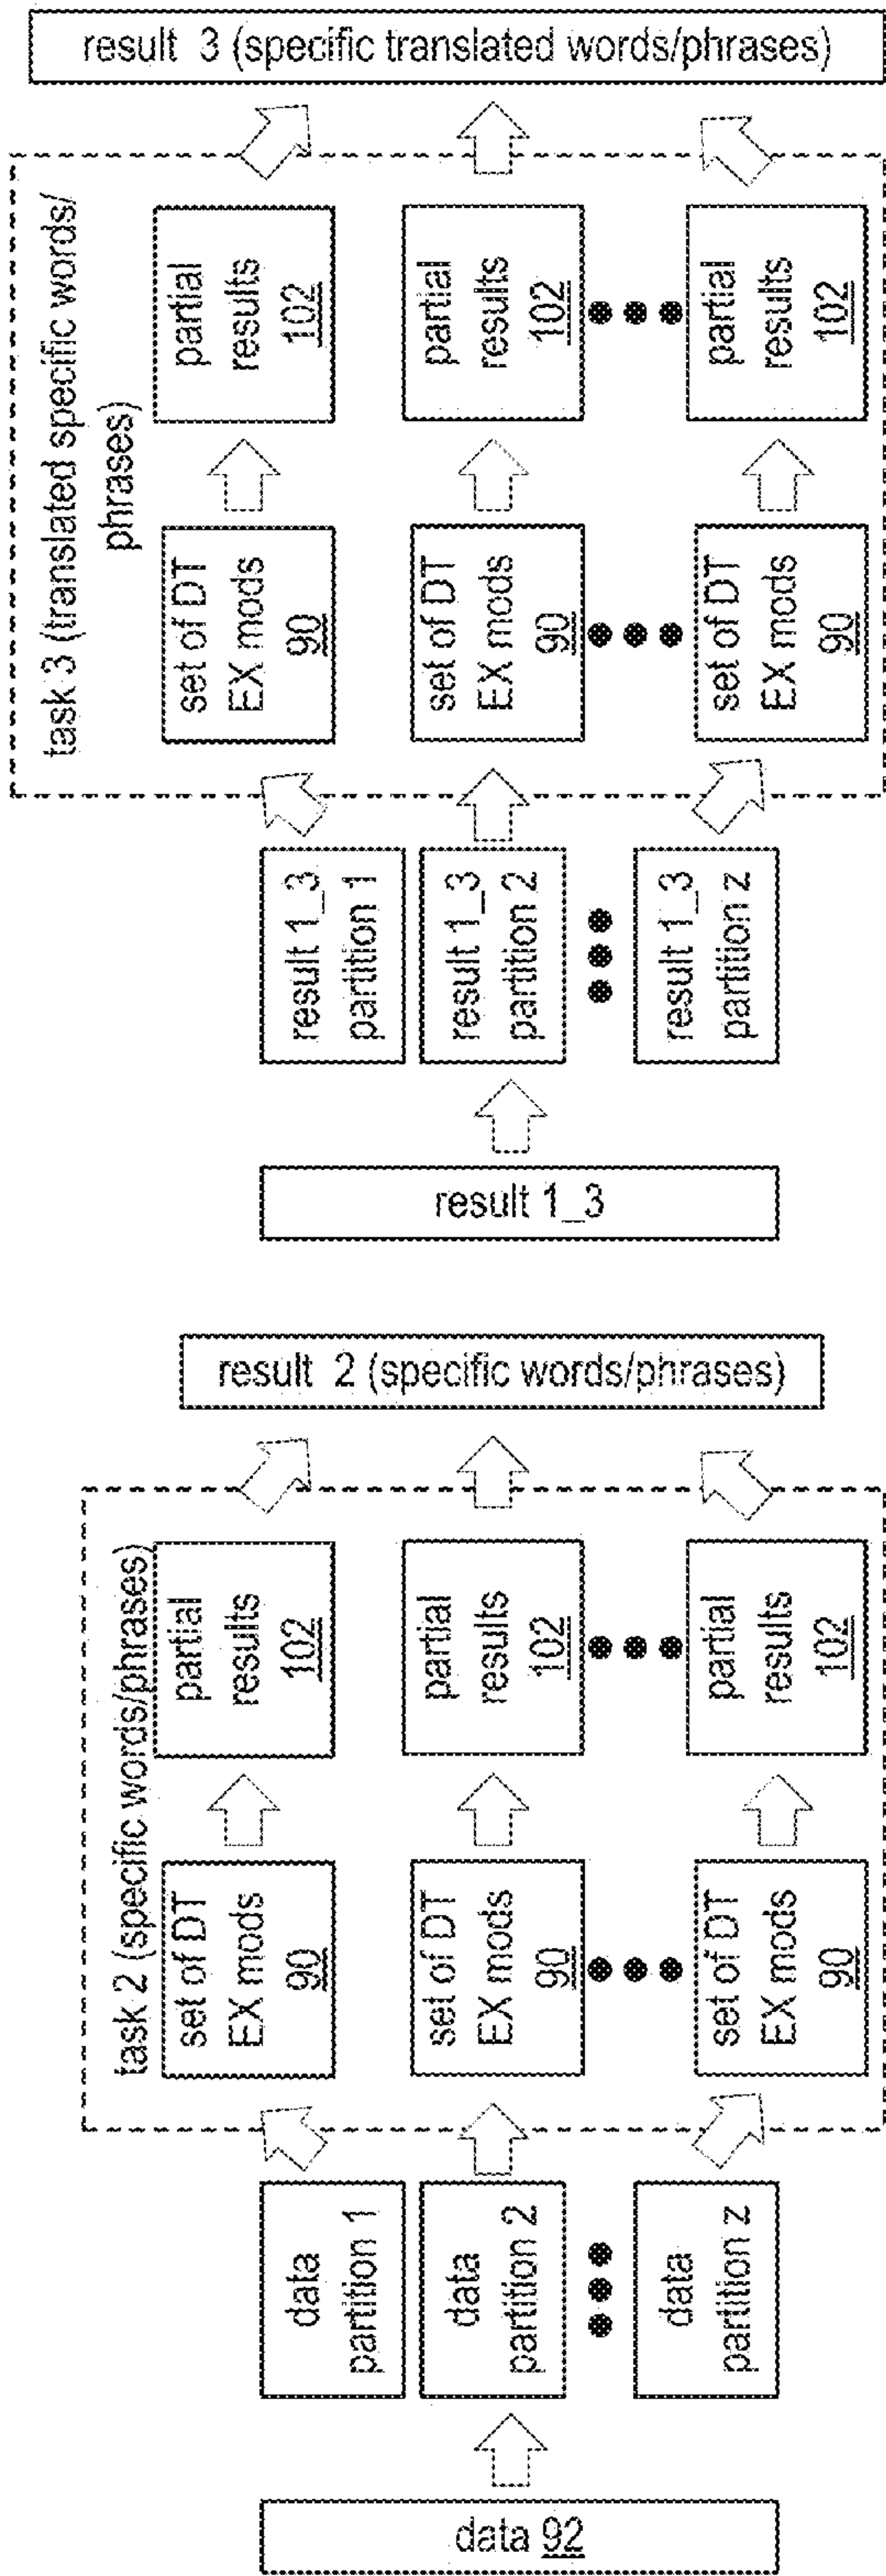 data 92
data
partition 1
data
partition 2
data
partition z
task 2 (specific words/phrases)
set of DT
EX mods
90
set of DT
EX mods
90
set of DT
EX mods
90
partial
results
102
partial
results
102
partial
results
102
result 2 (specific words/phrases)
result 1_3
result 1_3
partition 1
result 1_3
partition 2
result 1_3
partition z
task 3 (translated specific words/
phrases)
set of DT
EX mods
90
set of DT
EX mods
90
set of DT
EX mods
90
partial
results
102
partial
results
102
partial
results
102
result 3 (specific translated words/phrases)